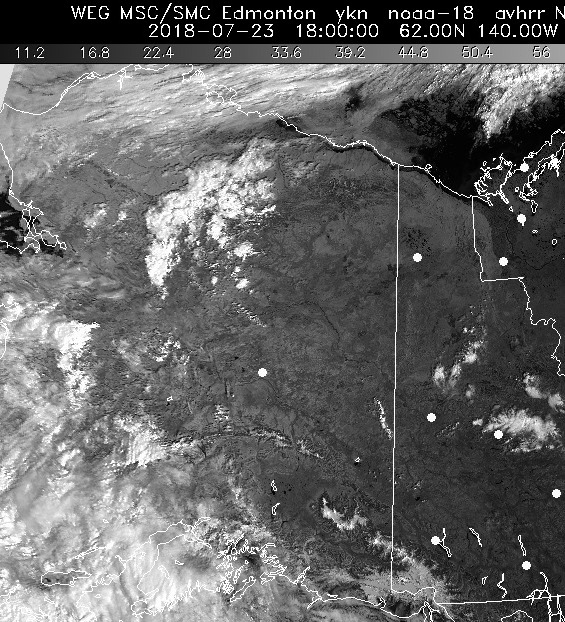 WEG MSC/SMC Edmonton ykn noaa-18 avhrr N
2018-07-23 18:00:00 62.00N 140.00W
11.2 16.8 22.4 28 33.6 39.2 44.8 50.4 56